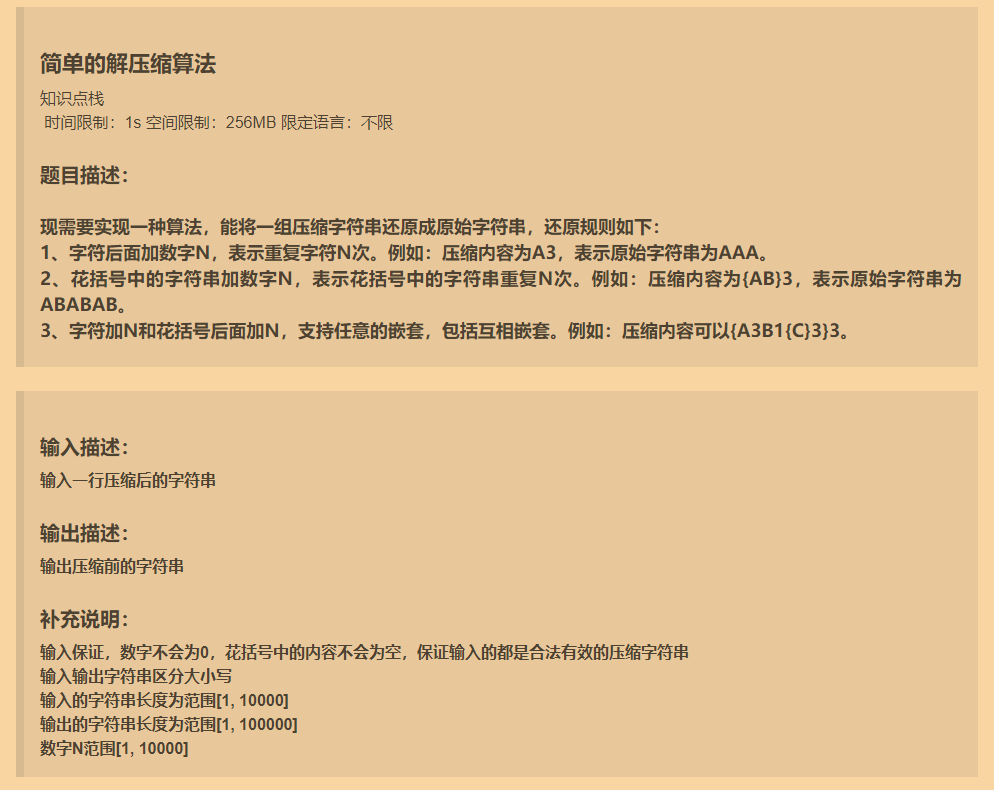 简单的解压缩算法
知识点栈
时间限制：1s 空间限制：256MB 限定语言：不限
题目描述：
现需要实现一种算法，能将一组压缩字符串还原成原始字符串，还原规则如下：
1、字符后面加数字N，表示重复字符N次。例如：压缩内容为A3，表示原始字符串为AAA。
2、花括号中的字符串加数字N，表示花括号中的字符串重复N次。例如：压缩内容为{AB}3，表示原始字符串为
ABABAB。
3、字符加N和花括号后面加N，支持任意的嵌套，包括互相嵌套。例如：压缩内容可以{A3B1{C}3}3。
输入描述：
输入一行压缩后的字符串
输出描述：
输出压缩前的字符串
补充说明：
输入保证，数字不会为0，花括号中的内容不会为空，保证输入的都是合法有效的压缩字符串
输入输出字符串区分大小写
输入的字符串长度为范围[1, 10000]
输出的字符串长度为范围[1, 100000]
数字N范围[1, 10000]